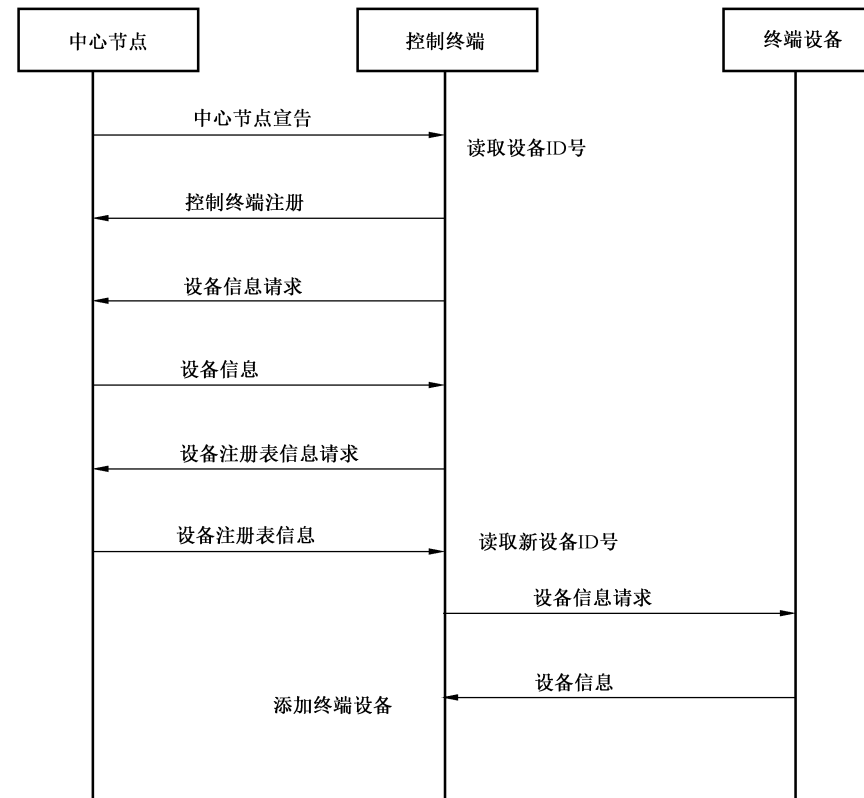 中心节点
控制终端
终端设备
中心节点宣告
读取设备ID号
控制终端注册
设备信息请求
设备信息
设备注册表信息请求
设备注册表信息
读取新设备ID号
设备信息请求
设备信息
添加终端设备